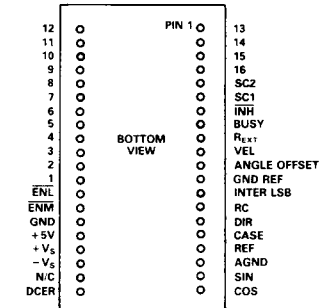 12 PIN 1 13
11 14
10 15
9 16
8 SC2
7 SC1
6 INH
5 BUSY
4 BOTTOM R_EXT
3 VIEW VEL
2 ANGLE OFFSET
1 GND REF
ENL INTER LSB
ENM RC
GND DIR
+5V CASE
+V_S REF
-V_S AGND
N/C SIN
DCER COS